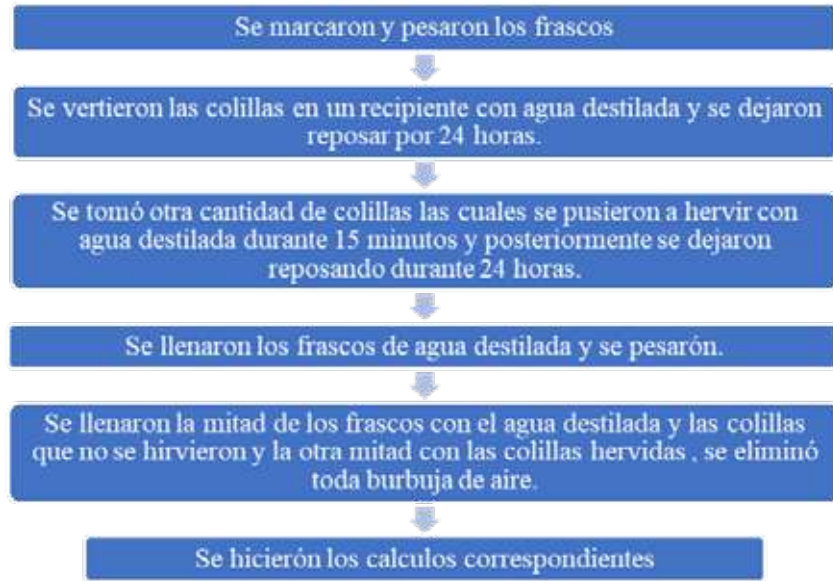 Se marcaron y pesaron los frascos
Se vertieron las colillas en un recipiente con agua destilada y se dejaron
reposar por 24 horas.
Se tomó otra cantidad de colillas las cuales se pusieron a hervir con
agua destilada durante 15 minutos y posteriormente se dejaron
reposando durante 24 horas.
Se llenaron los frascos de agua destilada y se pesarón.
Se llenaron la mitad de los frascos con el agua destilada y las colillas
que no se hirvieron y la otra mitad con las colillas hervidas , se eliminó
toda burbuja de aire.
Se hicierón los calculos correspondientes